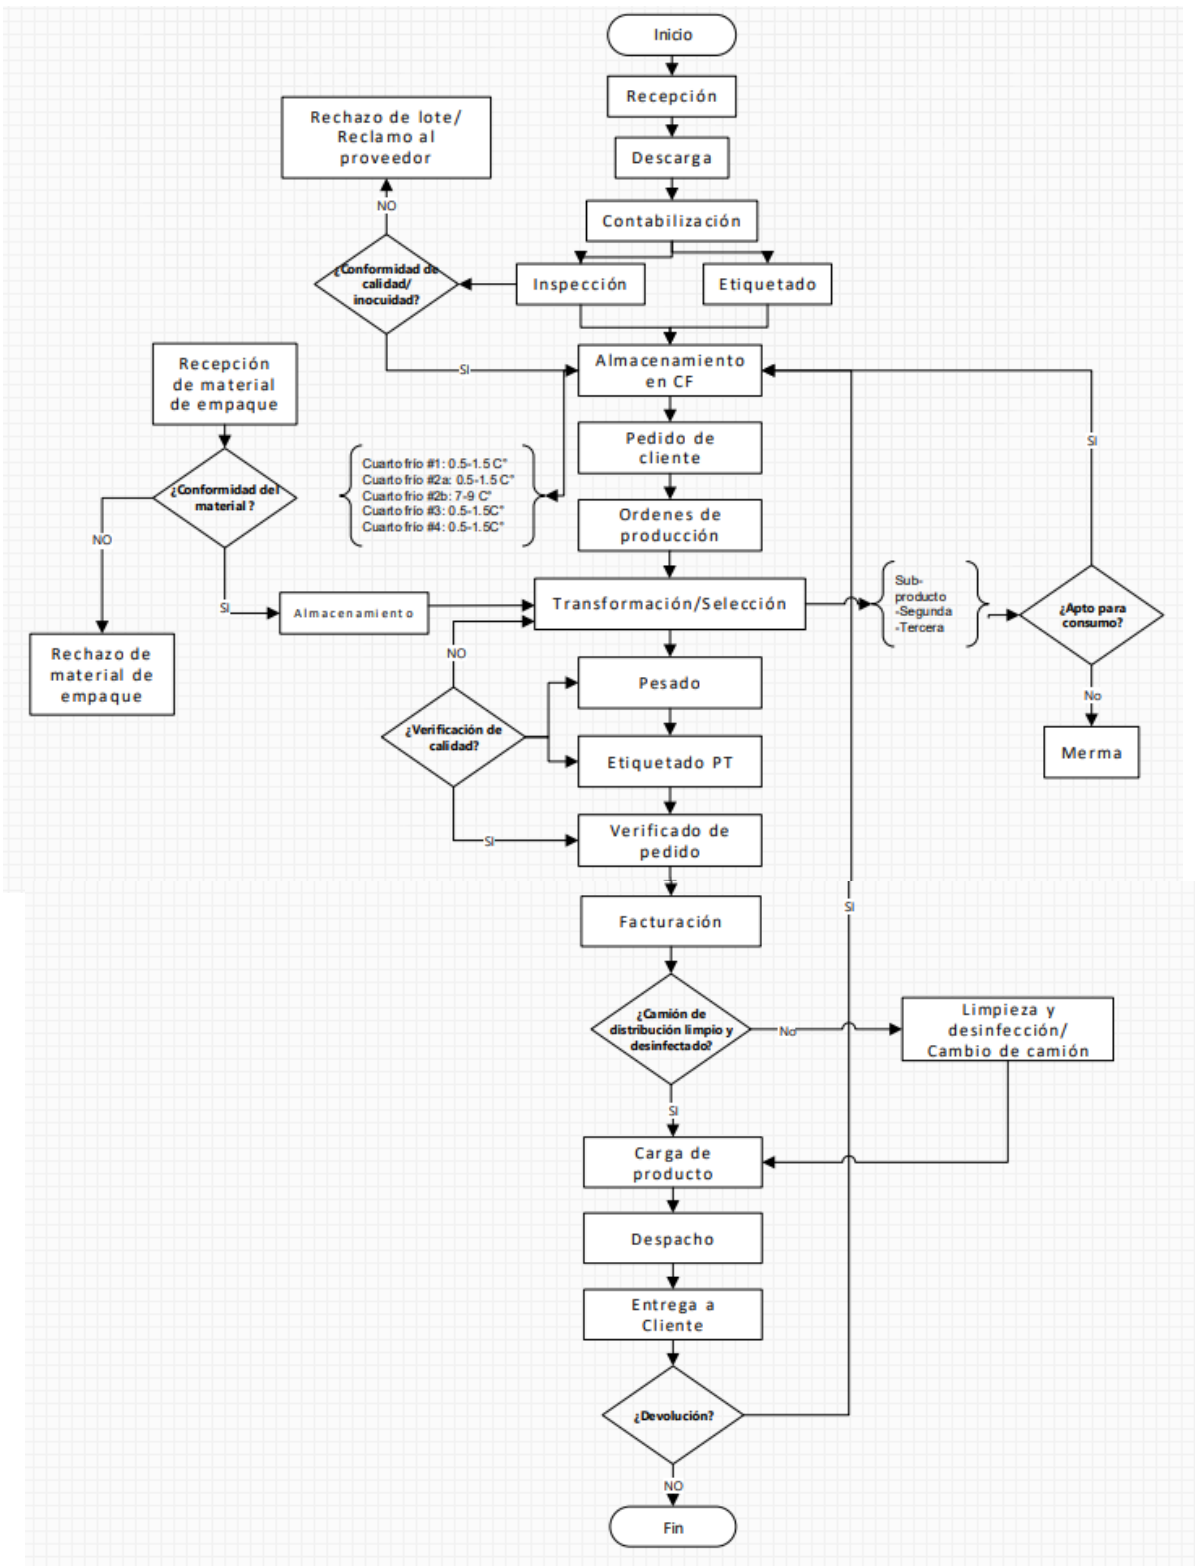 Inicio
Recepción
Rechazo de lote/
Reclamo al
proveedor
Descarga
NO
Contabilización
¿Conformidad de
calidad/
inocuidad?
Inspección
Etiquetado
SI
Almacenamiento
en CF
Recepción
de material
de empaque
Pedido de
cliente
SI
Cuarto frío #1: 0.5-1.5 C°
Cuarto frío #2a: 0.5-1.5 C°
Cuarto frío #2b: 7-9 C°
Cuarto frío #3: 0.5-1.5C°
Cuarto frío #4: 0.5-1.5C°
¿Conformidad del
material ?
Ordenes de
producción
NO
SI
Almacenamiento
Transformación/Selección
Sub-
producto
-Segunda
-Tercera
¿Apto para
consumo?
Rechazo de
material de
empaque
NO
Pesado
No
¿Verificación de
calidad?
Etiquetado PT
Merma
SI
Verificado de
pedido
SI
Facturación
¿Camión de
distribución limpio y
desinfectado?
No
Limpieza y
desinfección/
Cambio de camión
SI
Carga de
producto
Despacho
Entrega a
Cliente
¿Devolución?
NO
Fin